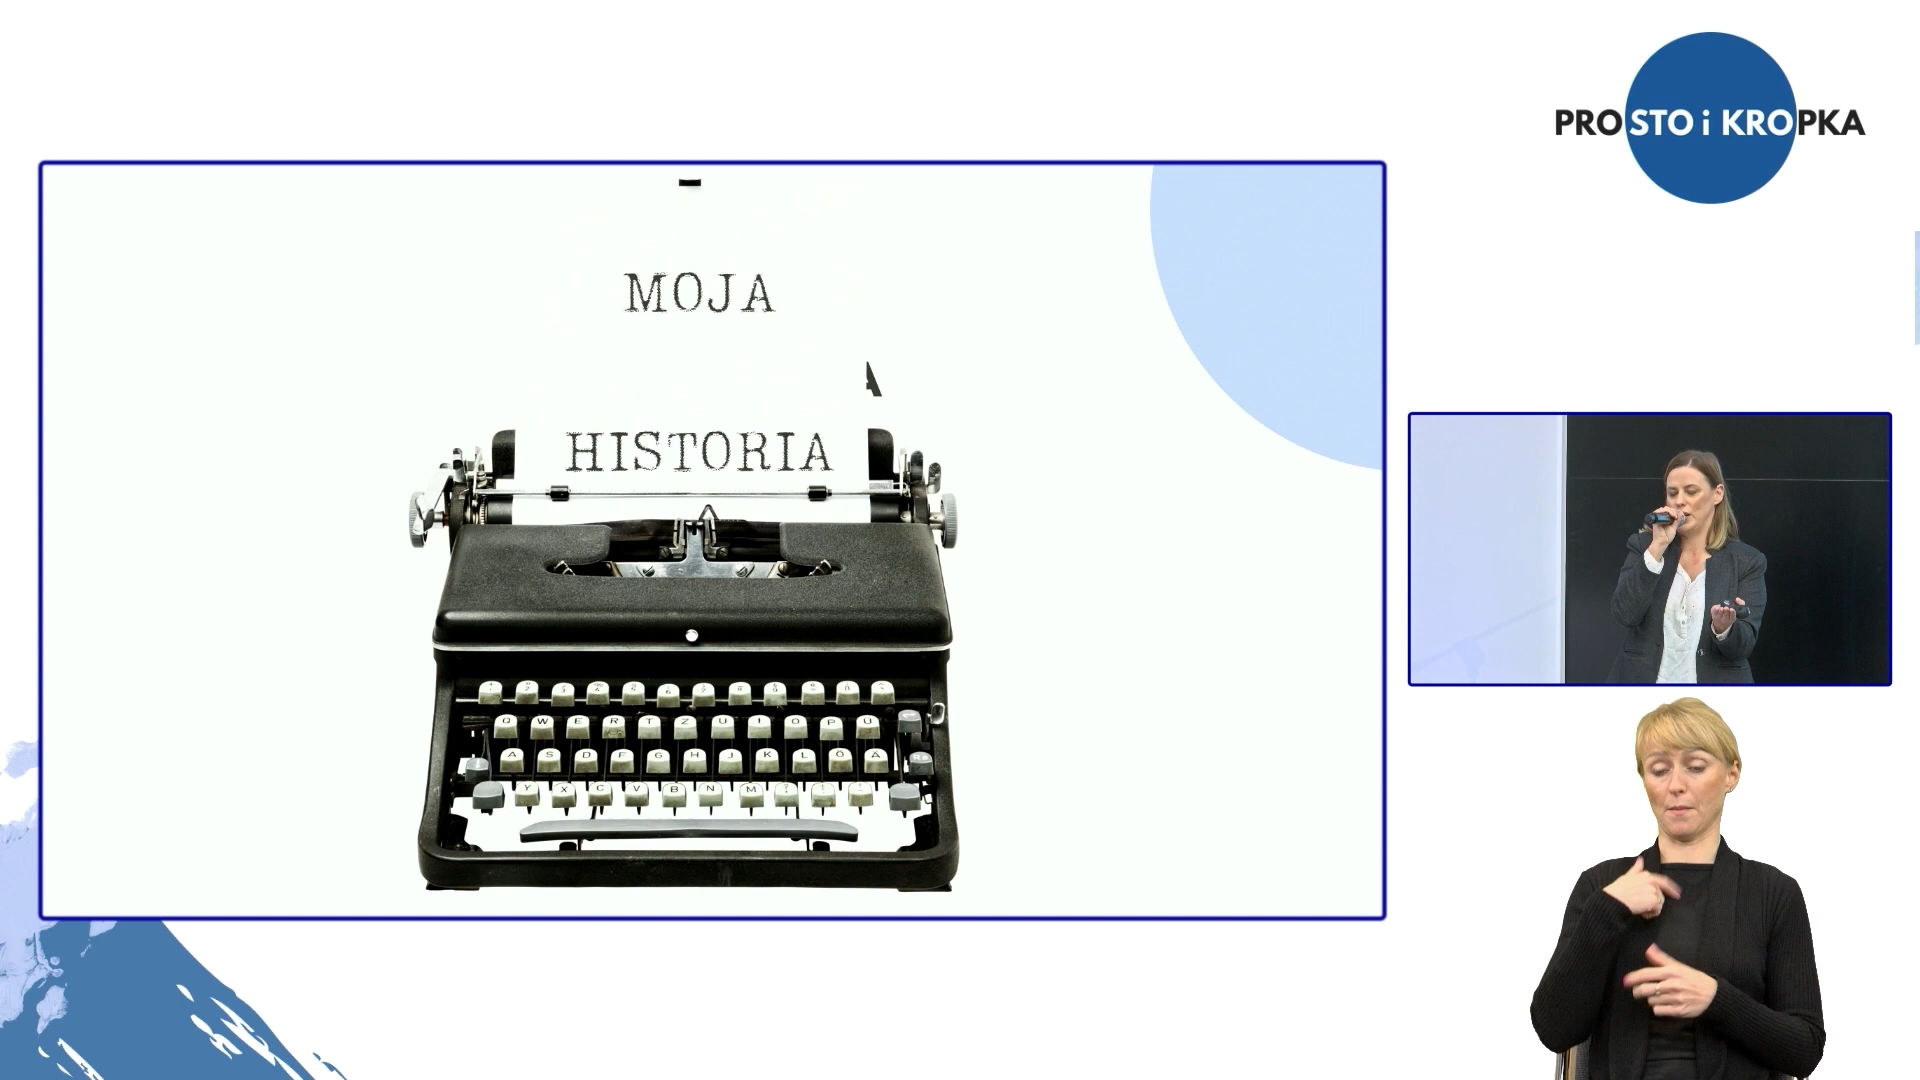 PROSTO i KROPKA
MOJA
A
HISTORIA
Q W E R T Z U I O P Ü
A S D F G H J K L Ö Ä
Y X C V B N M